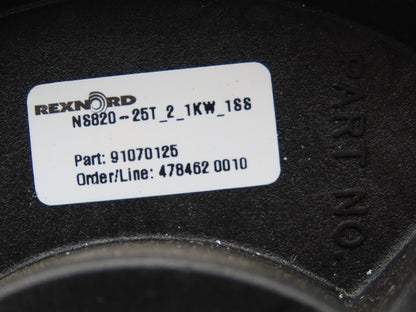 REXNORD
NS820-25T_2_1KW_1SS
Part: 91070125
Order/Line: 478462 0010
PART NO.